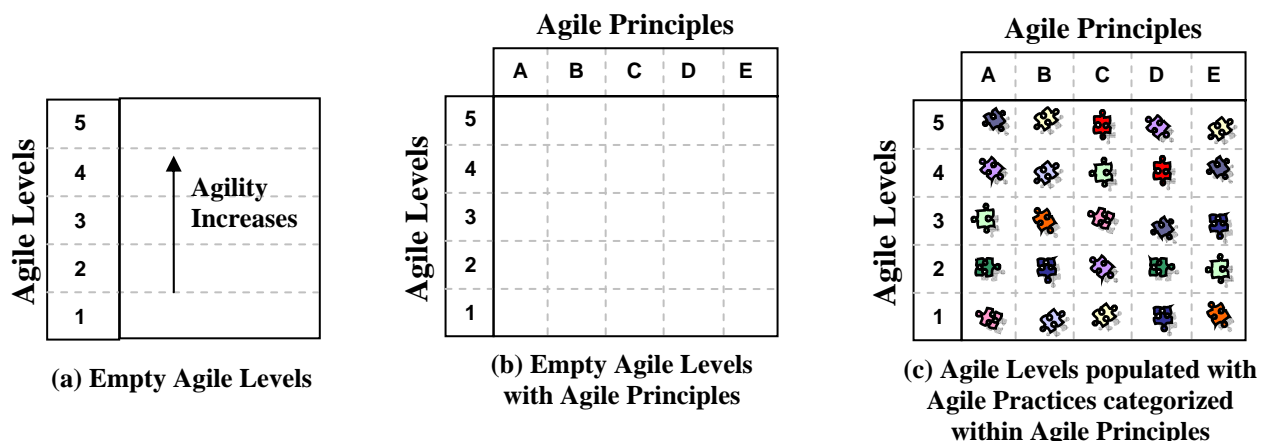 Agile Levels
5
4
3
2
1
Agility
Increases
(a) Empty Agile Levels
Agile Principles
A B C D E
Agile Levels
5
4
3
2
1
(b) Empty Agile Levels
with Agile Principles
Agile Principles
A B C D E
Agile Levels
5
4
3
2
1
(c) Agile Levels populated with
Agile Practices categorized
within Agile Principles